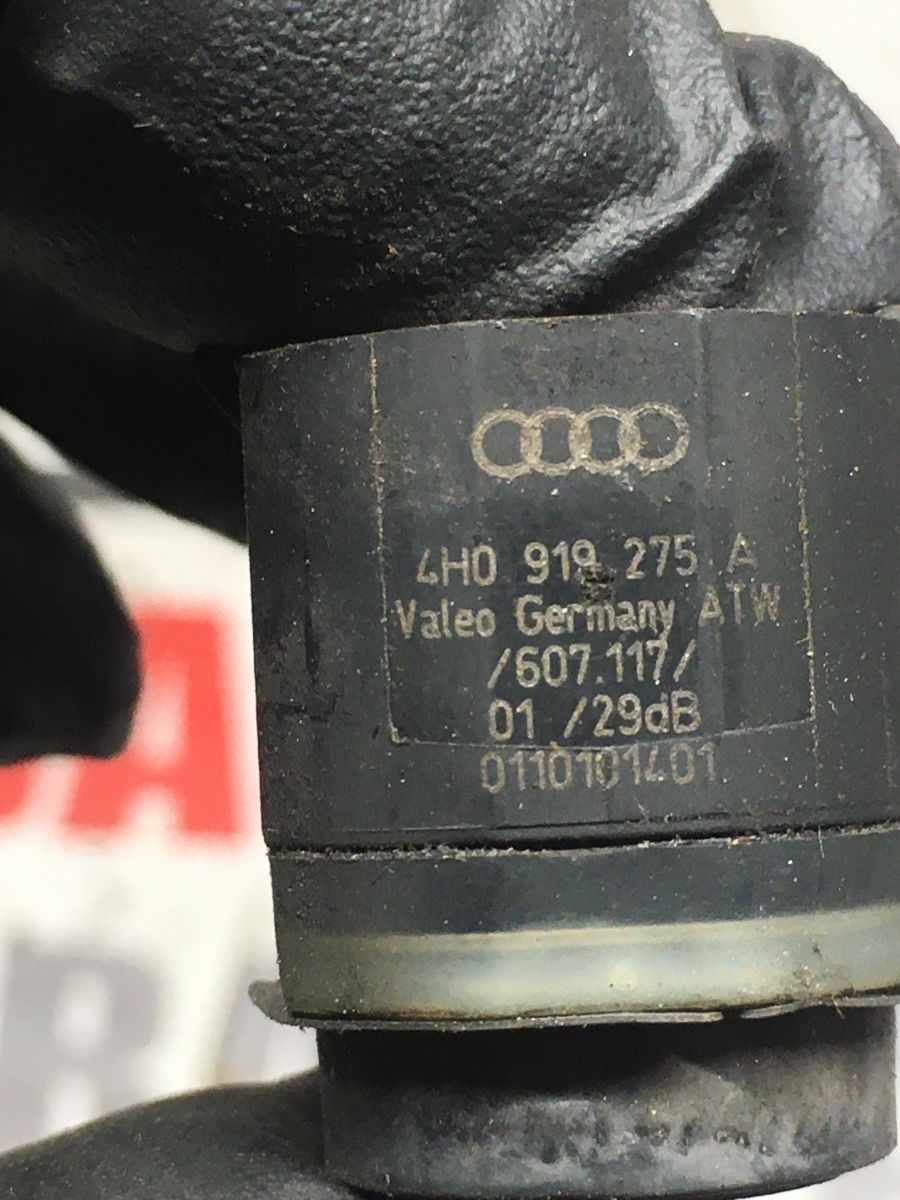 4H0 919 275 A
Valeo Germany ATW
/607.117/
01 /29dB
0110101401